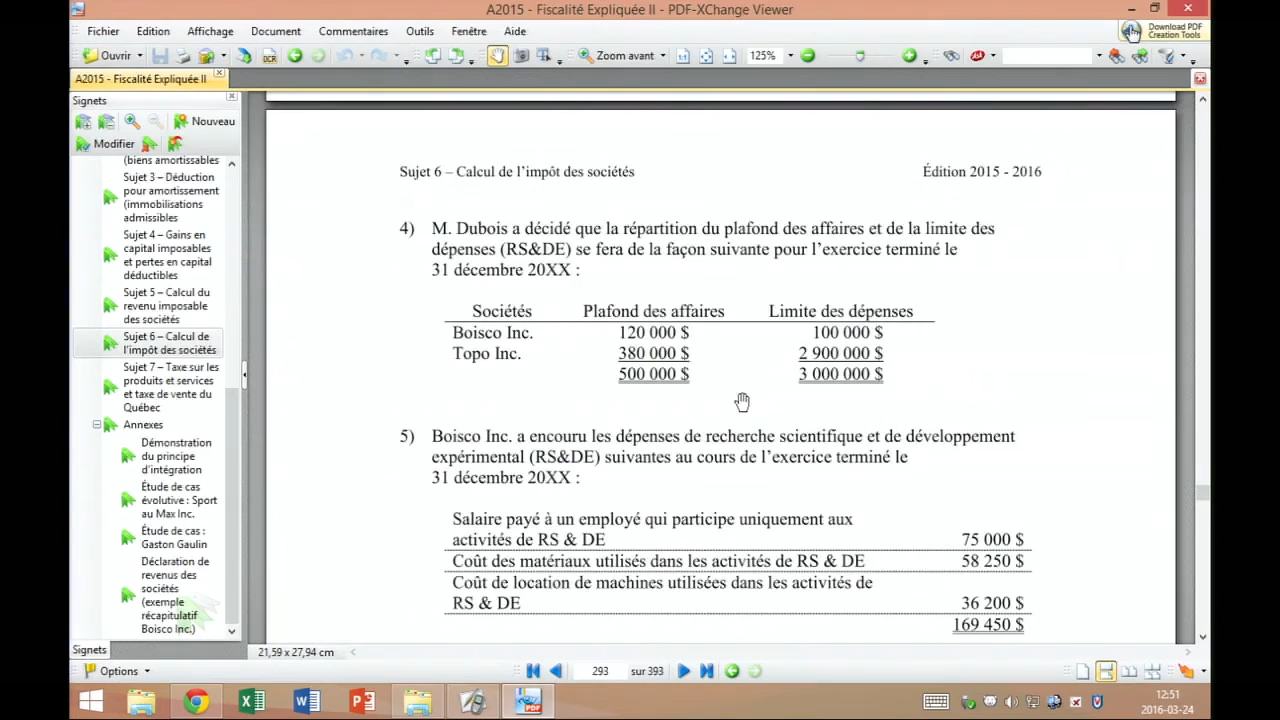 A2015 - Fiscalité Expliquée II - PDF-XChange Viewer
Fichier Edition Affichage Document Commentaires Outils Fenêtre Aide
Download PDF
Creation Tools
Ouvrir OCR Zoom avant 125%
A2015 - Fiscalité Expliquée II
Signets
Nouveau
Modifier
(biens amortissables
Sujet 3 – Déduction
pour amortissement
(immobilisations
admissibles
Sujet 4 – Gains en
capital imposables
et pertes en capital
déductibles
Sujet 5 – Calcul du
revenu imposable
des sociétés
Sujet 6 – Calcul de
l'impôt des sociétés
Sujet 7 – Taxe sur les
produits et services
et taxe de vente du
Québec
Annexes
Démonstration
du principe
d'intégration
Étude de cas
évolutive : Sport
au Max Inc.
Étude de cas :
Gaston Gaulin
Déclaration de
revenus des
sociétés
(exemple
récapitulatif
Boisco Inc.)
Signets
Sujet 6 – Calcul de l'impôt des sociétés Édition 2015 - 2016
4) M. Dubois a décidé que la répartition du plafond des affaires et de la limite des
dépenses (RS&DE) se fera de la façon suivante pour l'exercice terminé le
31 décembre 20XX :
Sociétés Plafond des affaires Limite des dépenses
Boisco Inc. 120 000 $ 100 000 $
Topo Inc. 380 000 $ 2 900 000 $
500 000 $ 3 000 000 $
5) Boisco Inc. a encouru les dépenses de recherche scientifique et de développement
expérimental (RS&DE) suivantes au cours de l'exercice terminé le
31 décembre 20XX :
Salaire payé à un employé qui participe uniquement aux
activités de RS & DE 75 000 $
Coût des matériaux utilisés dans les activités de RS & DE 58 250 $
Coût de location de machines utilisées dans les activités de
RS & DE 36 200 $
169 450 $
21,59 x 27,94 cm
Options 293 sur 393
12:51
2016-03-24